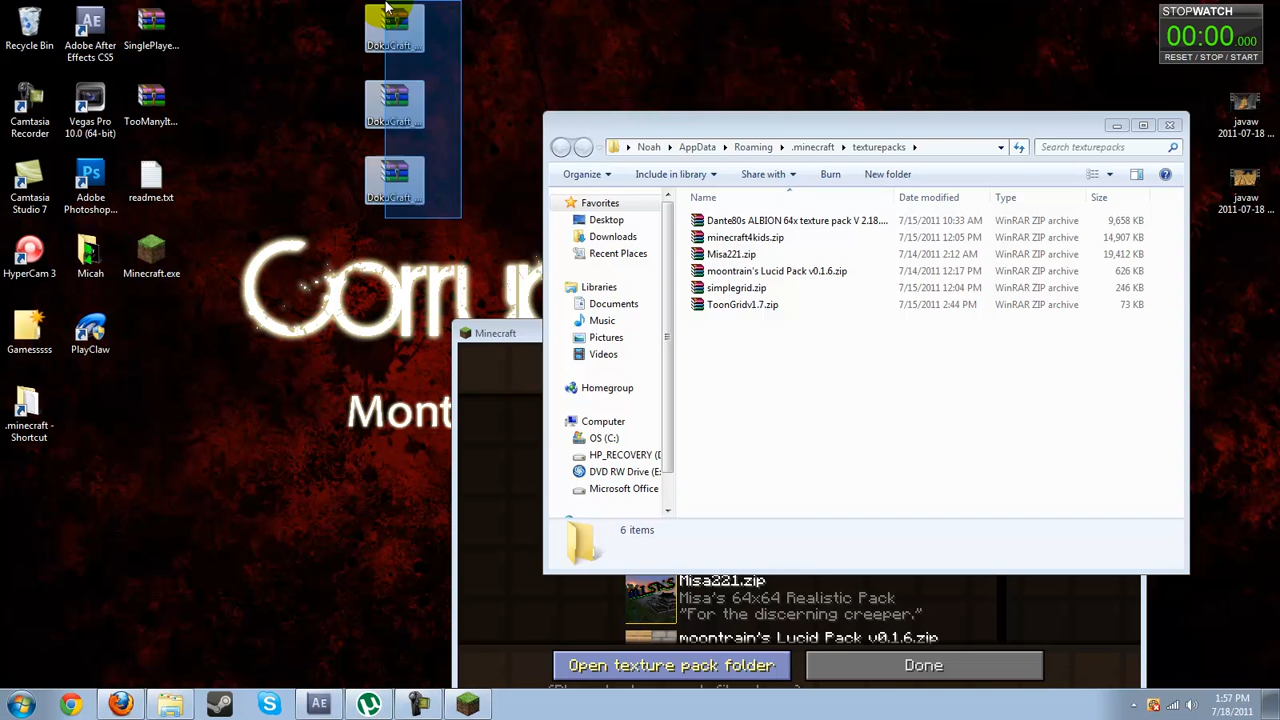 Recycle Bin
Adobe After
Effects CS5
SinglePlaye...
DokuCraft_...
STOPWATCH
00:00.000
RESET / STOP / START
Camtasia
Recorder
Vegas Pro
10.0 (64-bit)
TooManyIt...
DokuCraft_...
javaw
2011-07-18 ...
Camtasia
Studio 7
Adobe
Photoshop...
readme.txt
DokuCraft_...
javaw
2011-07-18 ...
HyperCam 3
Micah
Minecraft.exe
Gamesssss
PlayClaw
.minecraft -
Shortcut
Mont
Noah
AppData
Roaming
.minecraft
texturepacks
Search texturepacks
Organize
Include in library
Share with
Burn
New folder
Favorites
Desktop
Downloads
Recent Places
Libraries
Documents
Music
Pictures
Videos
Homegroup
Computer
OS (C:)
HP_RECOVERY (D
DVD RW Drive (E:
Microsoft Office
Name Date modified Type Size
Dante80s ALBION 64x texture pack V 2.18.... 7/15/2011 10:33 AM WinRAR ZIP archive 9,658 KB
minecraft4kids.zip 7/15/2011 12:05 PM WinRAR ZIP archive 14,907 KB
Misa221.zip 7/14/2011 2:12 AM WinRAR ZIP archive 19,412 KB
moontrain's Lucid Pack v0.1.6.zip 7/14/2011 12:17 PM WinRAR ZIP archive 626 KB
simplegrid.zip 7/15/2011 12:04 PM WinRAR ZIP archive 246 KB
ToonGridv1.7.zip 7/15/2011 2:44 PM WinRAR ZIP archive 73 KB
6 items
Minecraft
Misa221.zip
Misa's 64x64 Realistic Pack
"For the discerning creeper."
moontrain's Lucid Pack v0.1.6.zip
Open texture pack folder
Done
1:57 PM
7/18/2011